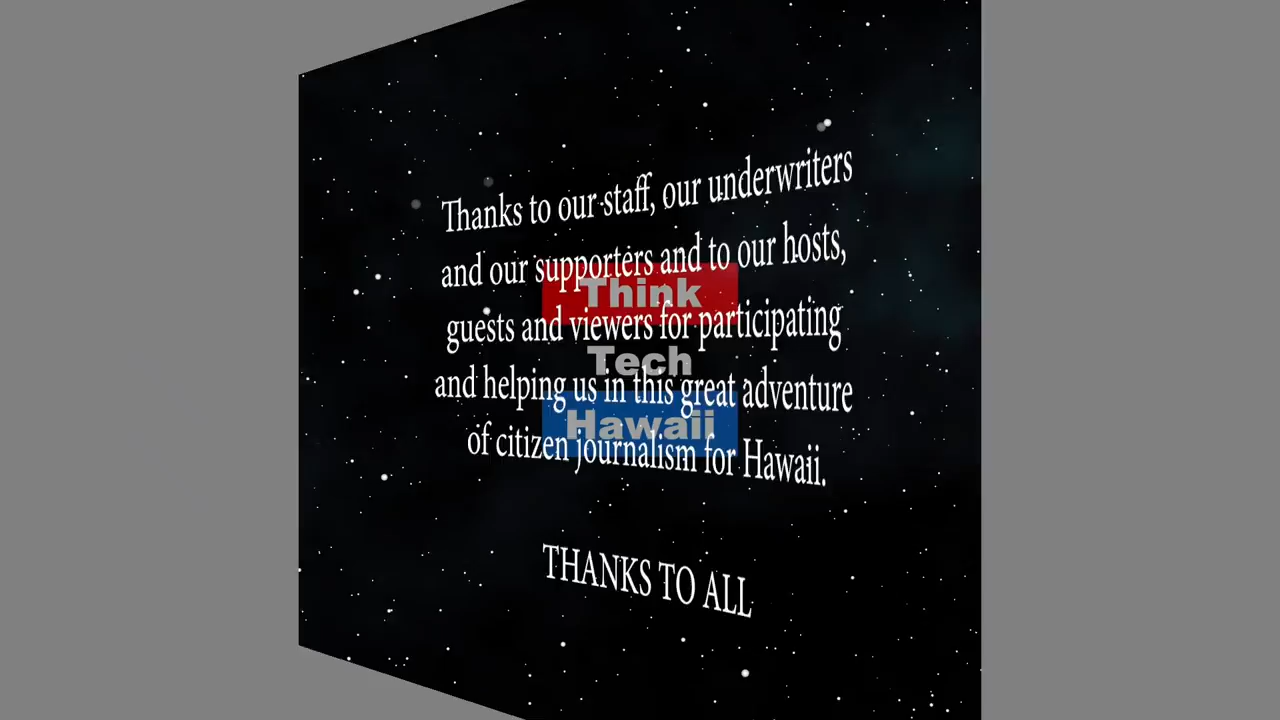 Thanks to our staff, our underwriters
and our supporters and to our hosts,
Think
guests and viewers for participating
Tech
and helping us in this great adventure
Hawaii
of citizen journalism for Hawaii.
THANKS TO ALL